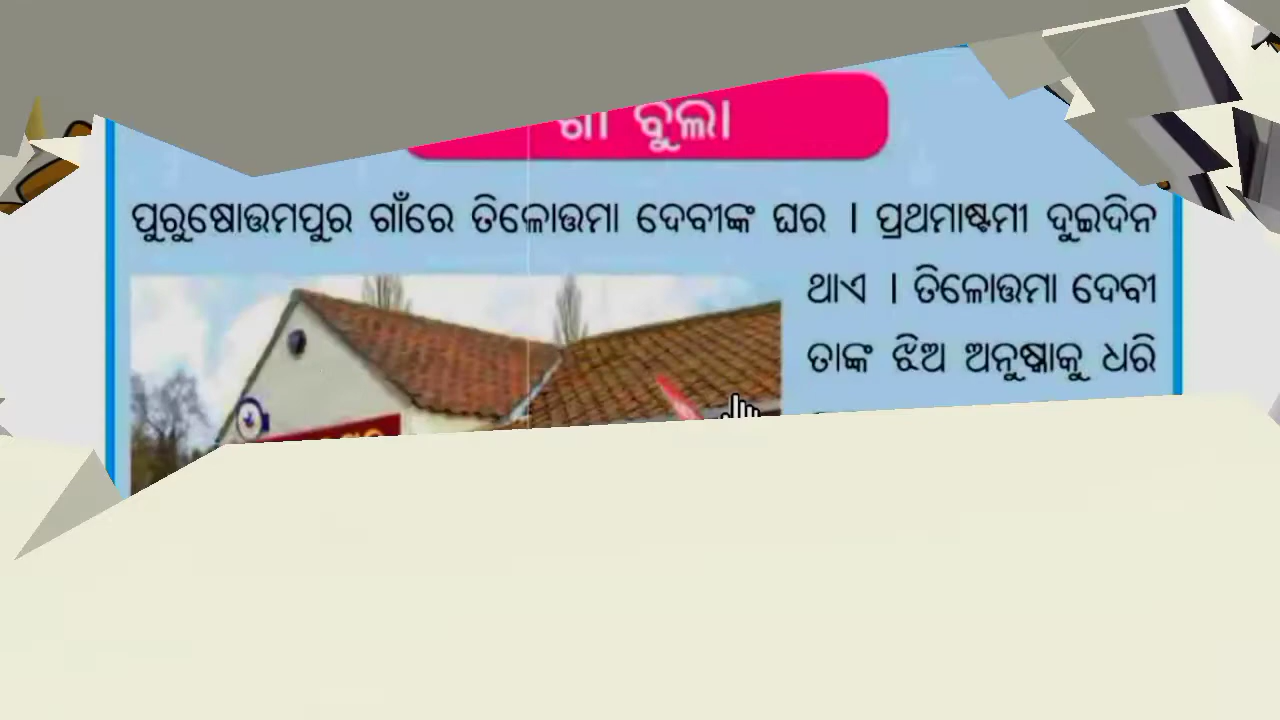 ଗାଁ ବୁଲା
ପୁରୁଷୋତ୍ତମପୁର ଗାଁରେ ତିଳୋତ୍ତମା ଦେବୀଙ୍କ ଘର । ପ୍ରଥମାଷ୍ଟମୀ ଦୁଇଦିନ
ଥାଏ । ତିଳୋତ୍ତମା ଦେବୀ
ତାଙ୍କ ଝିଅ ଅନୁଷ୍କାକୁ ଧରି